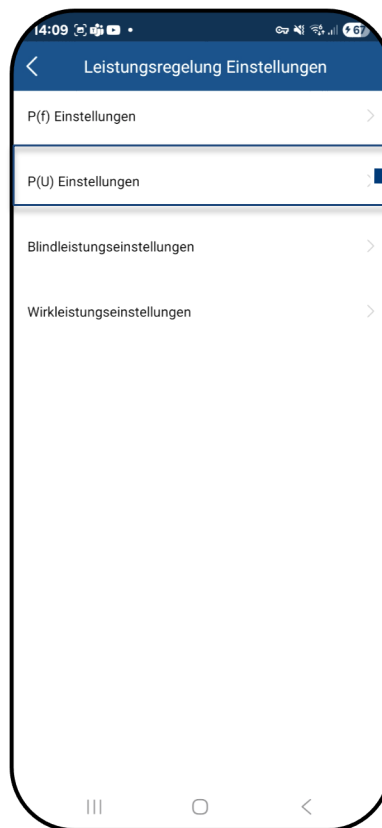 14:09
67
Leistungsregelung Einstellungen
P(f) Einstellungen
P(U) Einstellungen
Blindleistungseinstellungen
Wirkleistungseinstellungen